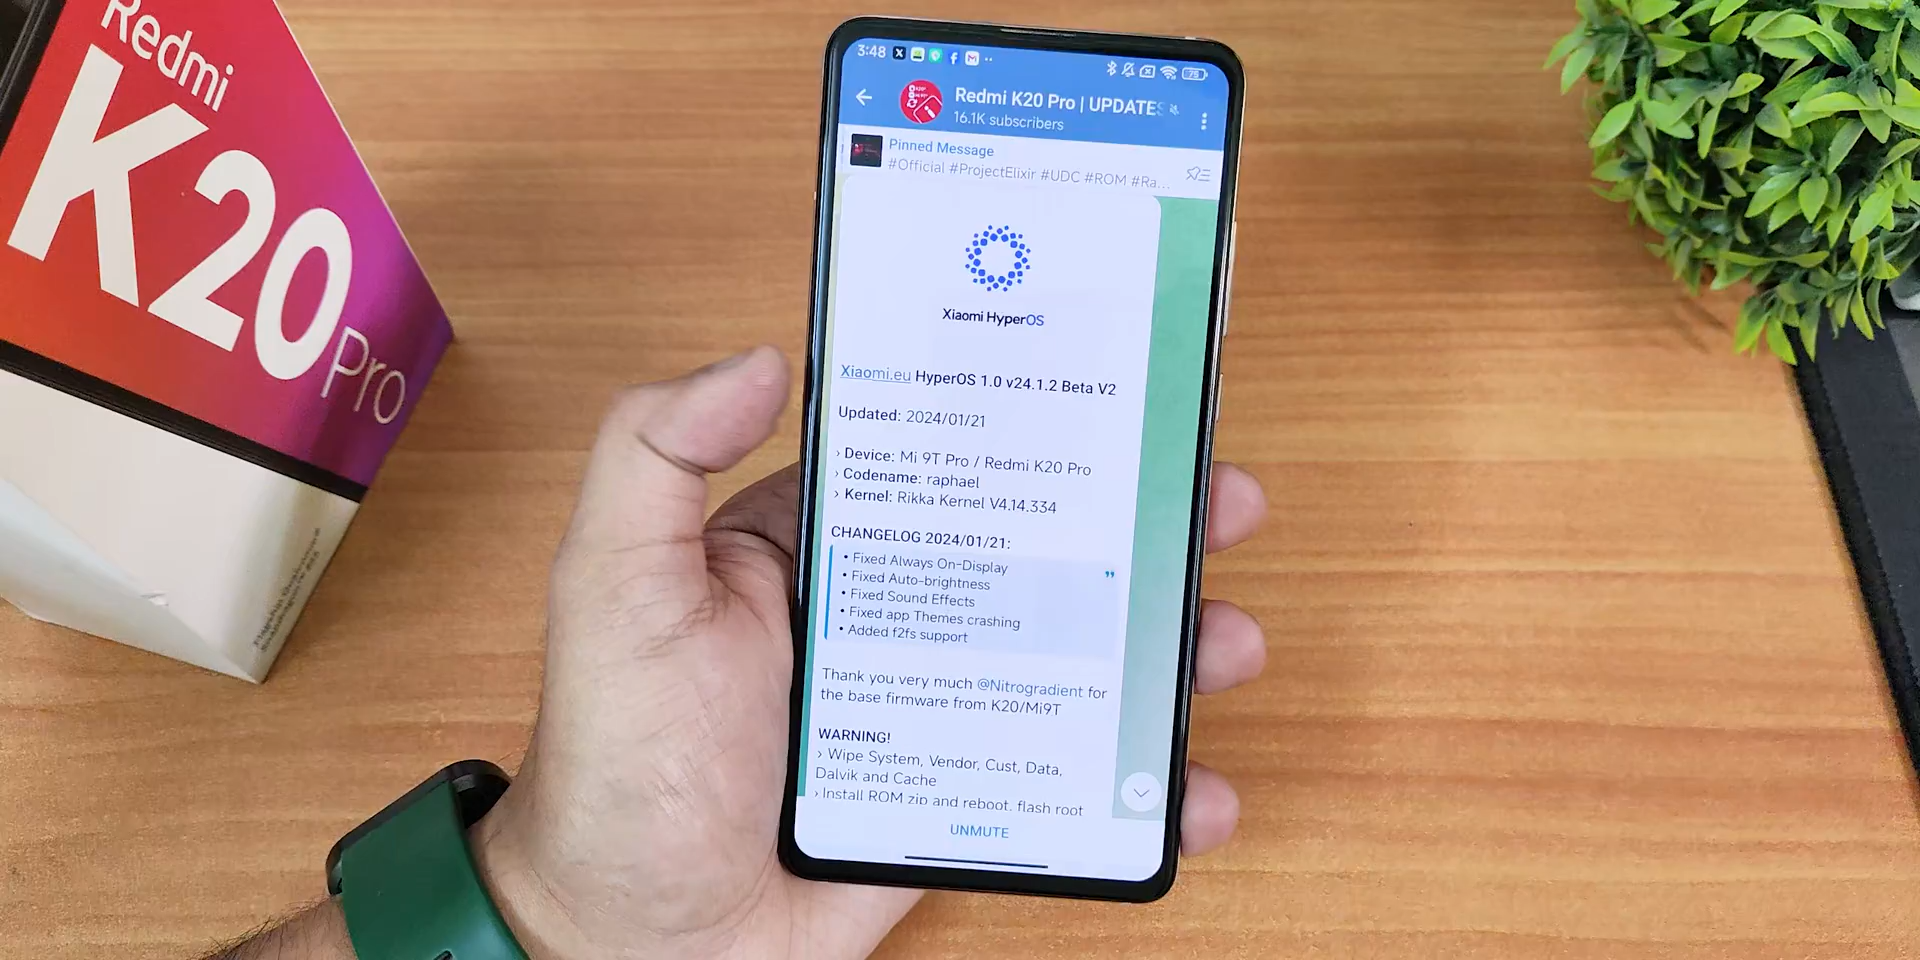 Redmi
K20 Pro
3:48
75
Redmi K20 Pro | UPDATES
16.1K subscribers
Pinned Message
#Official #ProjectElixir #UDC #ROM #Ra...
Xiaomi HyperOS
Xiaomi.eu HyperOS 1.0 v24.1.2 Beta V2
Updated: 2024/01/21
› Device: Mi 9T Pro / Redmi K20 Pro
› Codename: raphael
› Kernel: Rikka Kernel V4.14.334
CHANGELOG 2024/01/21:
• Fixed Always On-Display
• Fixed Auto-brightness
• Fixed Sound Effects
• Fixed app Themes crashing
• Added f2fs support
Thank you very much @Nitrogradient for
the base firmware from K20/Mi9T
WARNING!
› Wipe System, Vendor, Cust, Data,
Dalvik and Cache
› Install ROM zip and reboot, flash root
UNMUTE